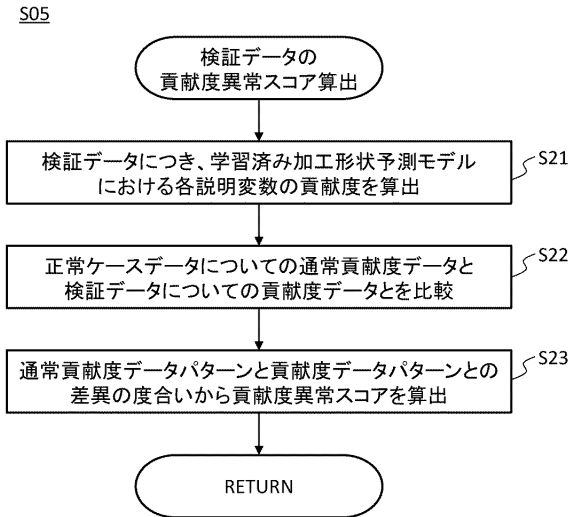 S05
検証データの
貢献度異常スコア算出
検証データにつき、学習済み加工形状予測モデル
における各説明変数の貢献度を算出
S21
正常ケースデータについての通常貢献度データと
検証データについての貢献度データとを比較
S22
通常貢献度データパターンと貢献度データパターンとの
差異の度合いから貢献度異常スコアを算出
S23
RETURN